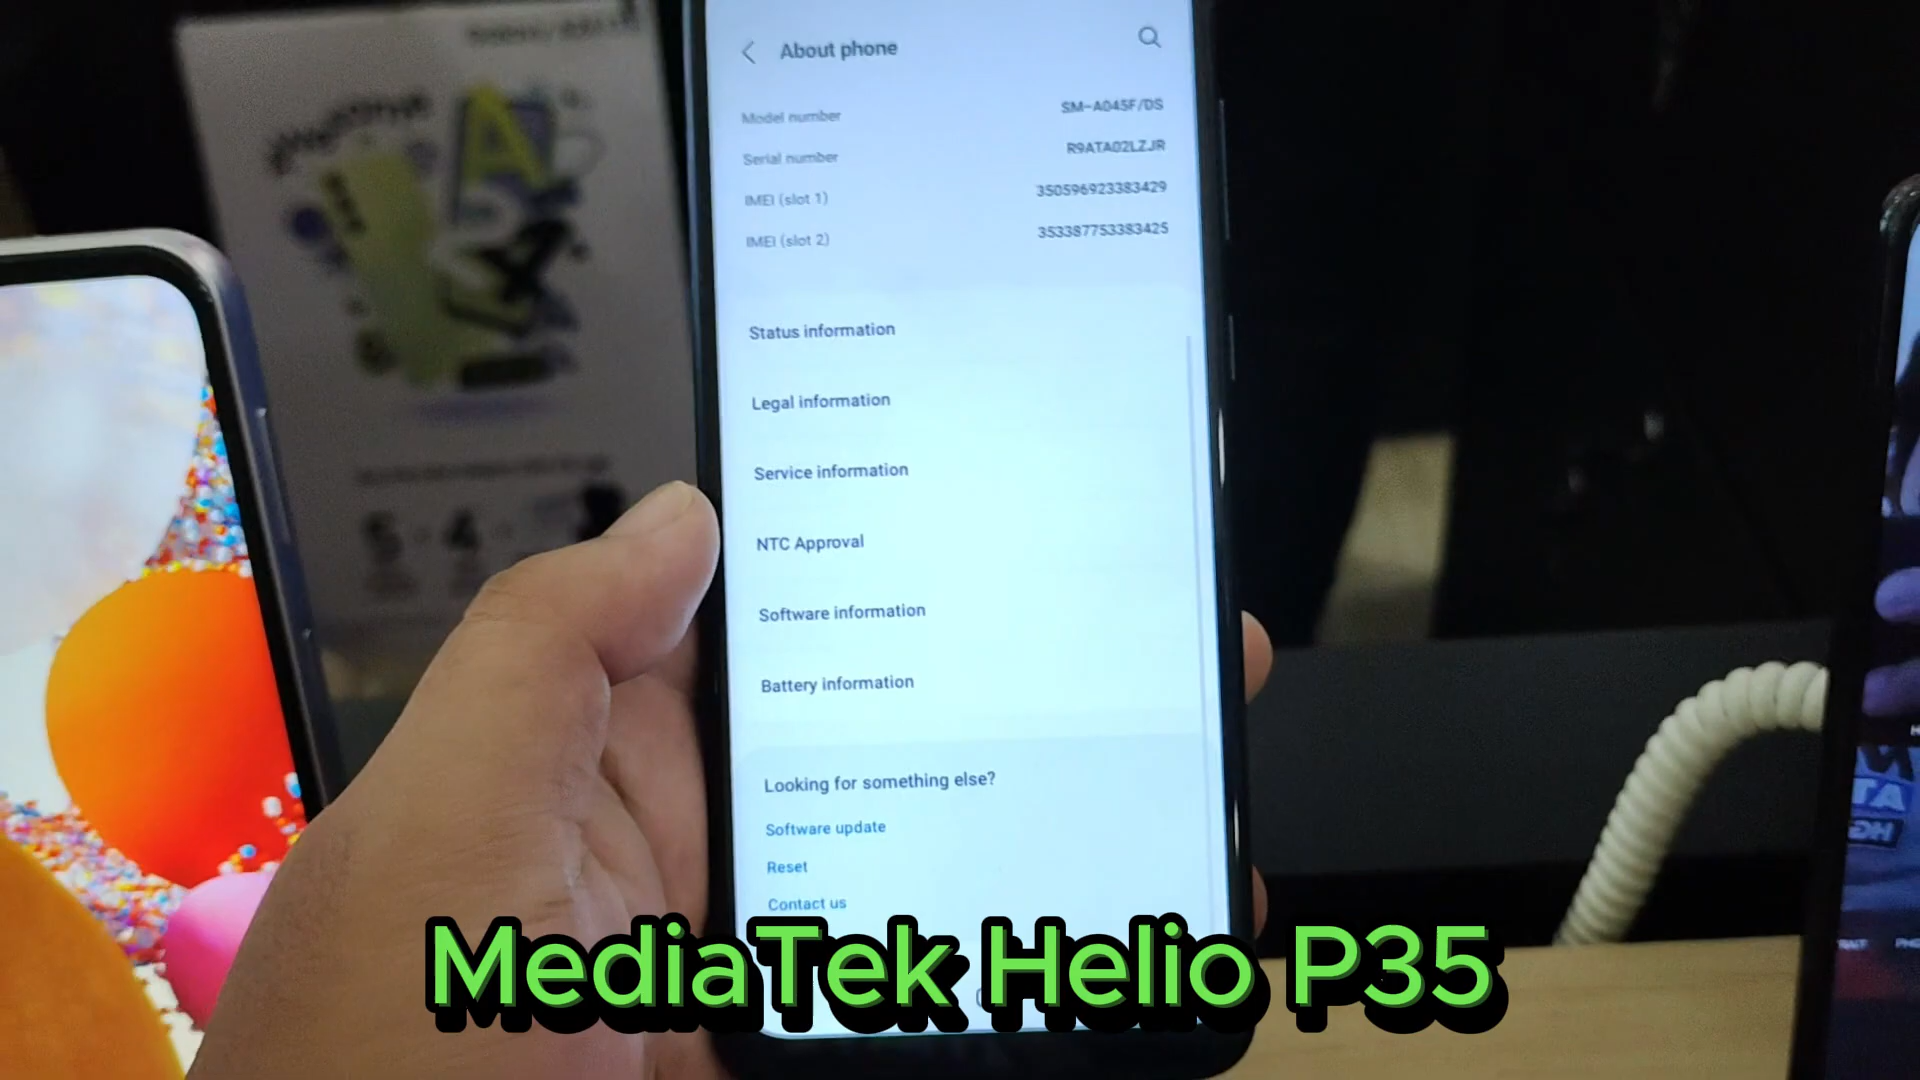 About phone
Model number SM-A045F/DS
Serial number R9ATA02LZJR
IMEI (slot 1) 350596923383429
IMEI (slot 2) 353387753383425
Status information
Legal information
Service information
NTC Approval
Software information
Battery information
Looking for something else?
Software update
Reset
Contact us
MediaTek Helio P35
A
5
4